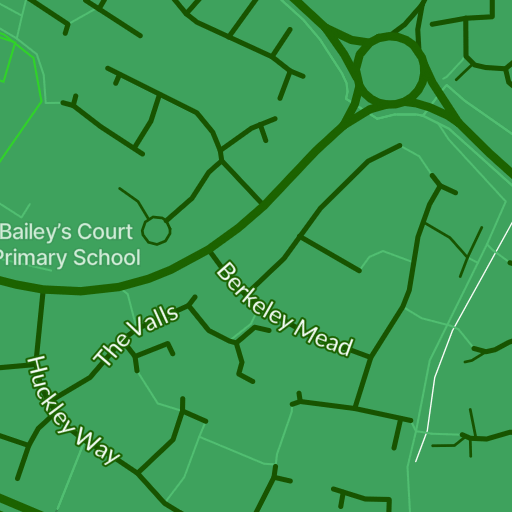 Bailey's Court
Primary School
Berkeley Mead
The Valls
Huckley Way